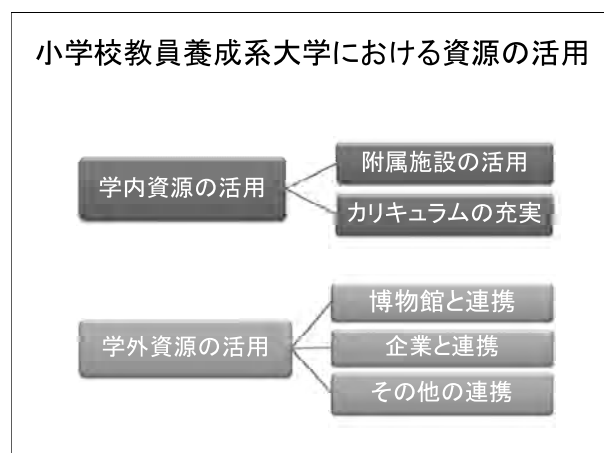 小学校教員養成系大学における資源の活用
学内資源の活用
附属施設の活用
カリキュラムの充実
学外資源の活用
博物館と連携
企業と連携
その他の連携